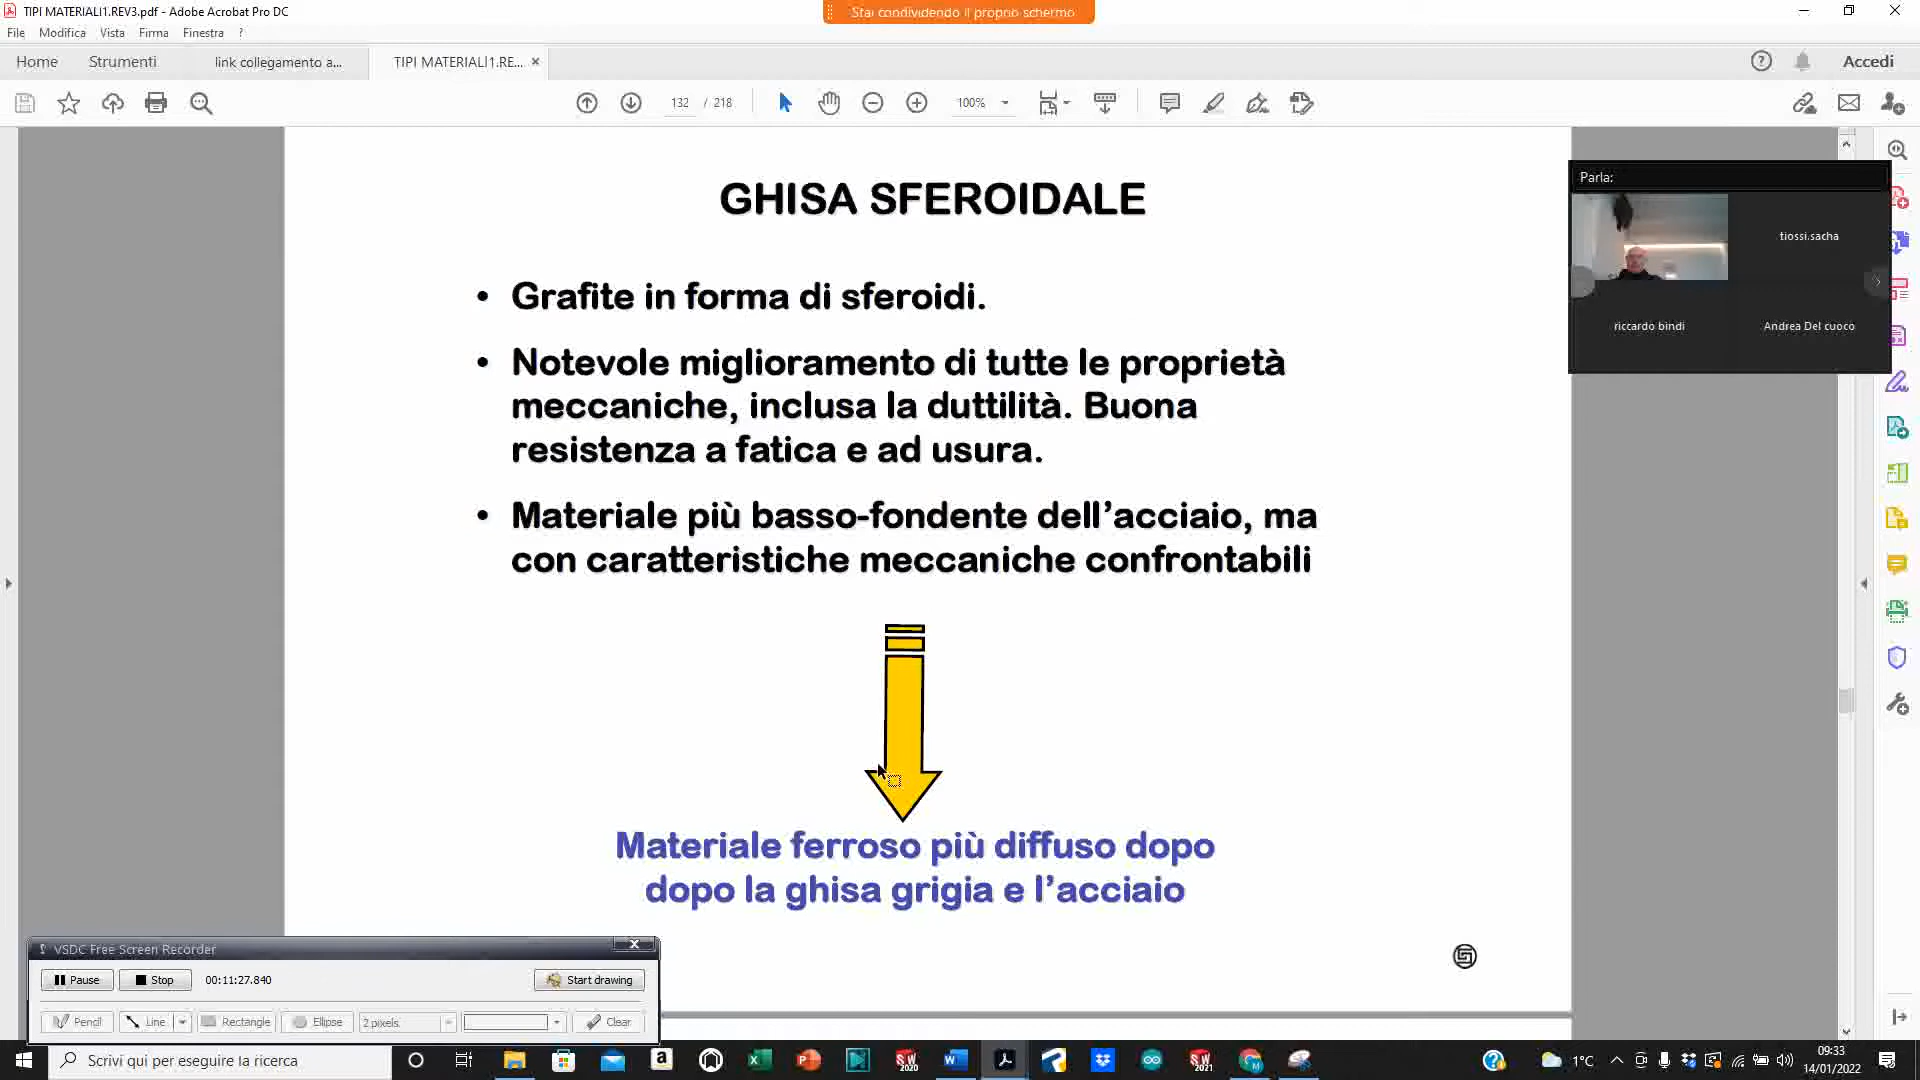 TIPI MATERIALI1.REV3.pdf - Adobe Acrobat Pro DC
Stai condividendo il proprio schermo
File Modifica Vista Firma Finestra ?
Home Strumenti link collegamento a... TIPI MATERIALI1.RE... × Accedi
132 / 218 100%
GHISA SFEROIDALE
• Grafite in forma di sferoidi.
• Notevole miglioramento di tutte le proprietà
meccaniche, inclusa la duttilità. Buona
resistenza a fatica e ad usura.
• Materiale più basso-fondente dell’acciaio, ma
con caratteristiche meccaniche confrontabili
Materiale ferroso più diffuso dopo
dopo la ghisa grigia e l’acciaio
Parla:
tiossi.sacha
riccardo bindi Andrea Del cuoco
VSDC Free Screen Recorder
Pause Stop 00:11:27.840 Start drawing
Pencil Line Rectangle Ellipse 2 pixels Clear
Scrivi qui per eseguire la ricerca
2020
2021
1°C
09:33
14/01/2022